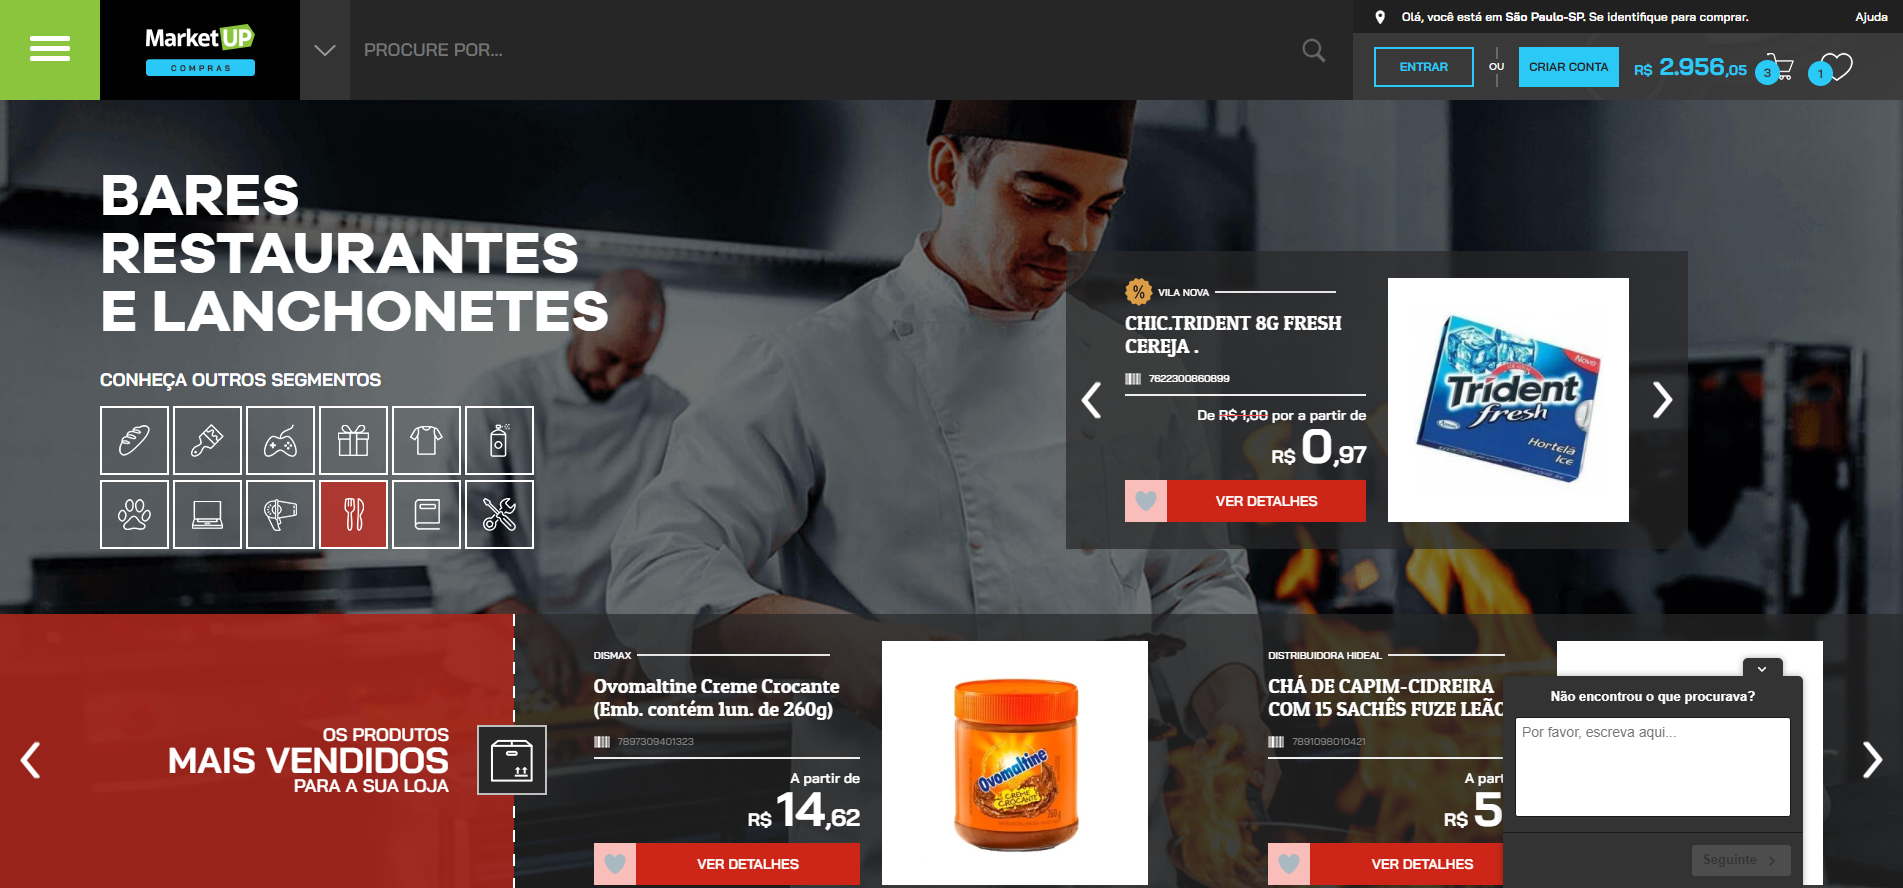 MarketUP
COMPRAS
PROCURE POR...
Olá, você está em São Paulo-SP. Se identifique para comprar.
Ajuda
ENTRAR
OU
CRIAR CONTA
R$ 2.956,05
3
1
BARES
RESTAURANTES
E LANCHONETES
CONHEÇA OUTROS SEGMENTOS
% VILA NOVA
CHIC.TRIDENT 8G FRESH
CEREJA .
7622300860899
De R$ 1,00 por a partir de
R$ 0,97
VER DETALHES
Novo
Trident
fresh
Hortelã
Ice
OS PRODUTOS
MAIS VENDIDOS
PARA A SUA LOJA
DISMAX
Ovomaltine Creme Crocante
(Emb. contém 1un. de 260g)
7897309401323
A partir de
R$ 14,62
VER DETALHES
Ovomaltine
CREME
CROCANTE
260g
DISTRIBUIDORA HIDEAL
CHÁ DE CAPIM-CIDREIRA
COM 15 SACHÊS FUZE LEÃO
7891098010421
A part
R$ 5
VER DETALHES
Não encontrou o que procurava?
Por favor, escreva aqui...
Seguinte